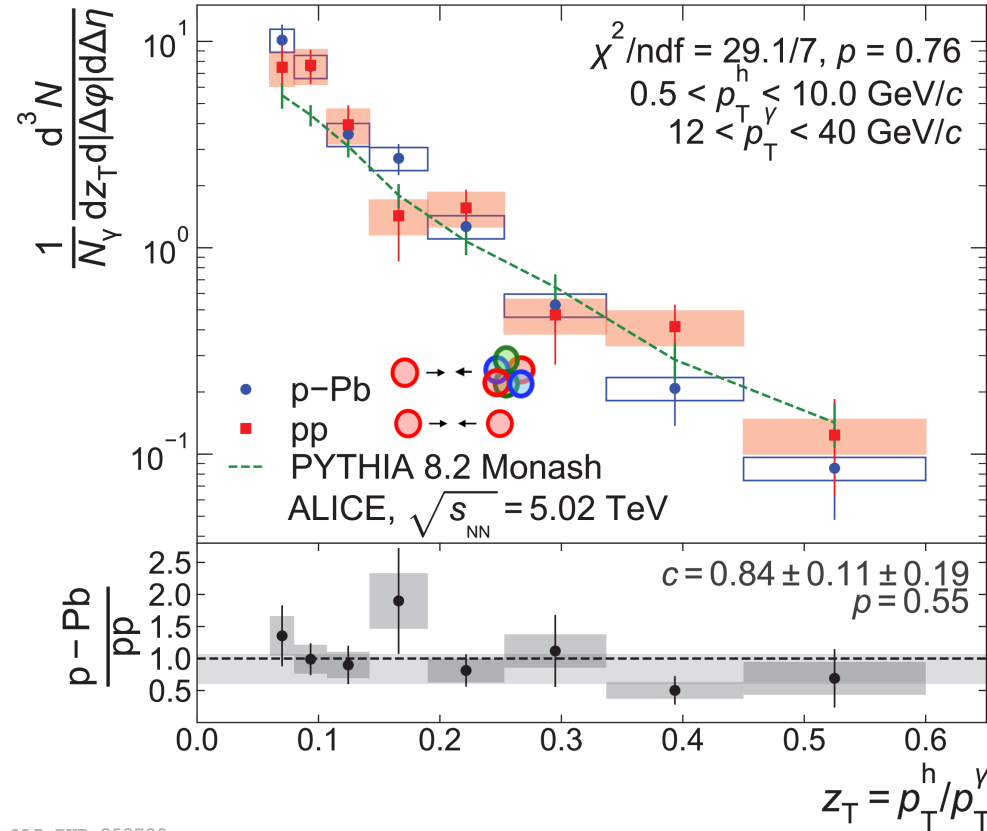 1/N_γ d³N/dz_T d|Δφ|dΔη
10¹
10⁰
10⁻¹
χ²/ndf = 29.1/7, p = 0.76
0.5 < p_T^h < 10.0 GeV/c
12 < p_T^γ < 40 GeV/c
p−Pb
pp
PYTHIA 8.2 Monash
ALICE, √s_NN = 5.02 TeV
p − Pb/pp
2.5
2.0
1.5
1.0
0.5
c = 0.84 ± 0.11 ± 0.19
p = 0.55
0.0 0.1 0.2 0.3 0.4 0.5 0.6
z_T = p_T^h/p_T^γ